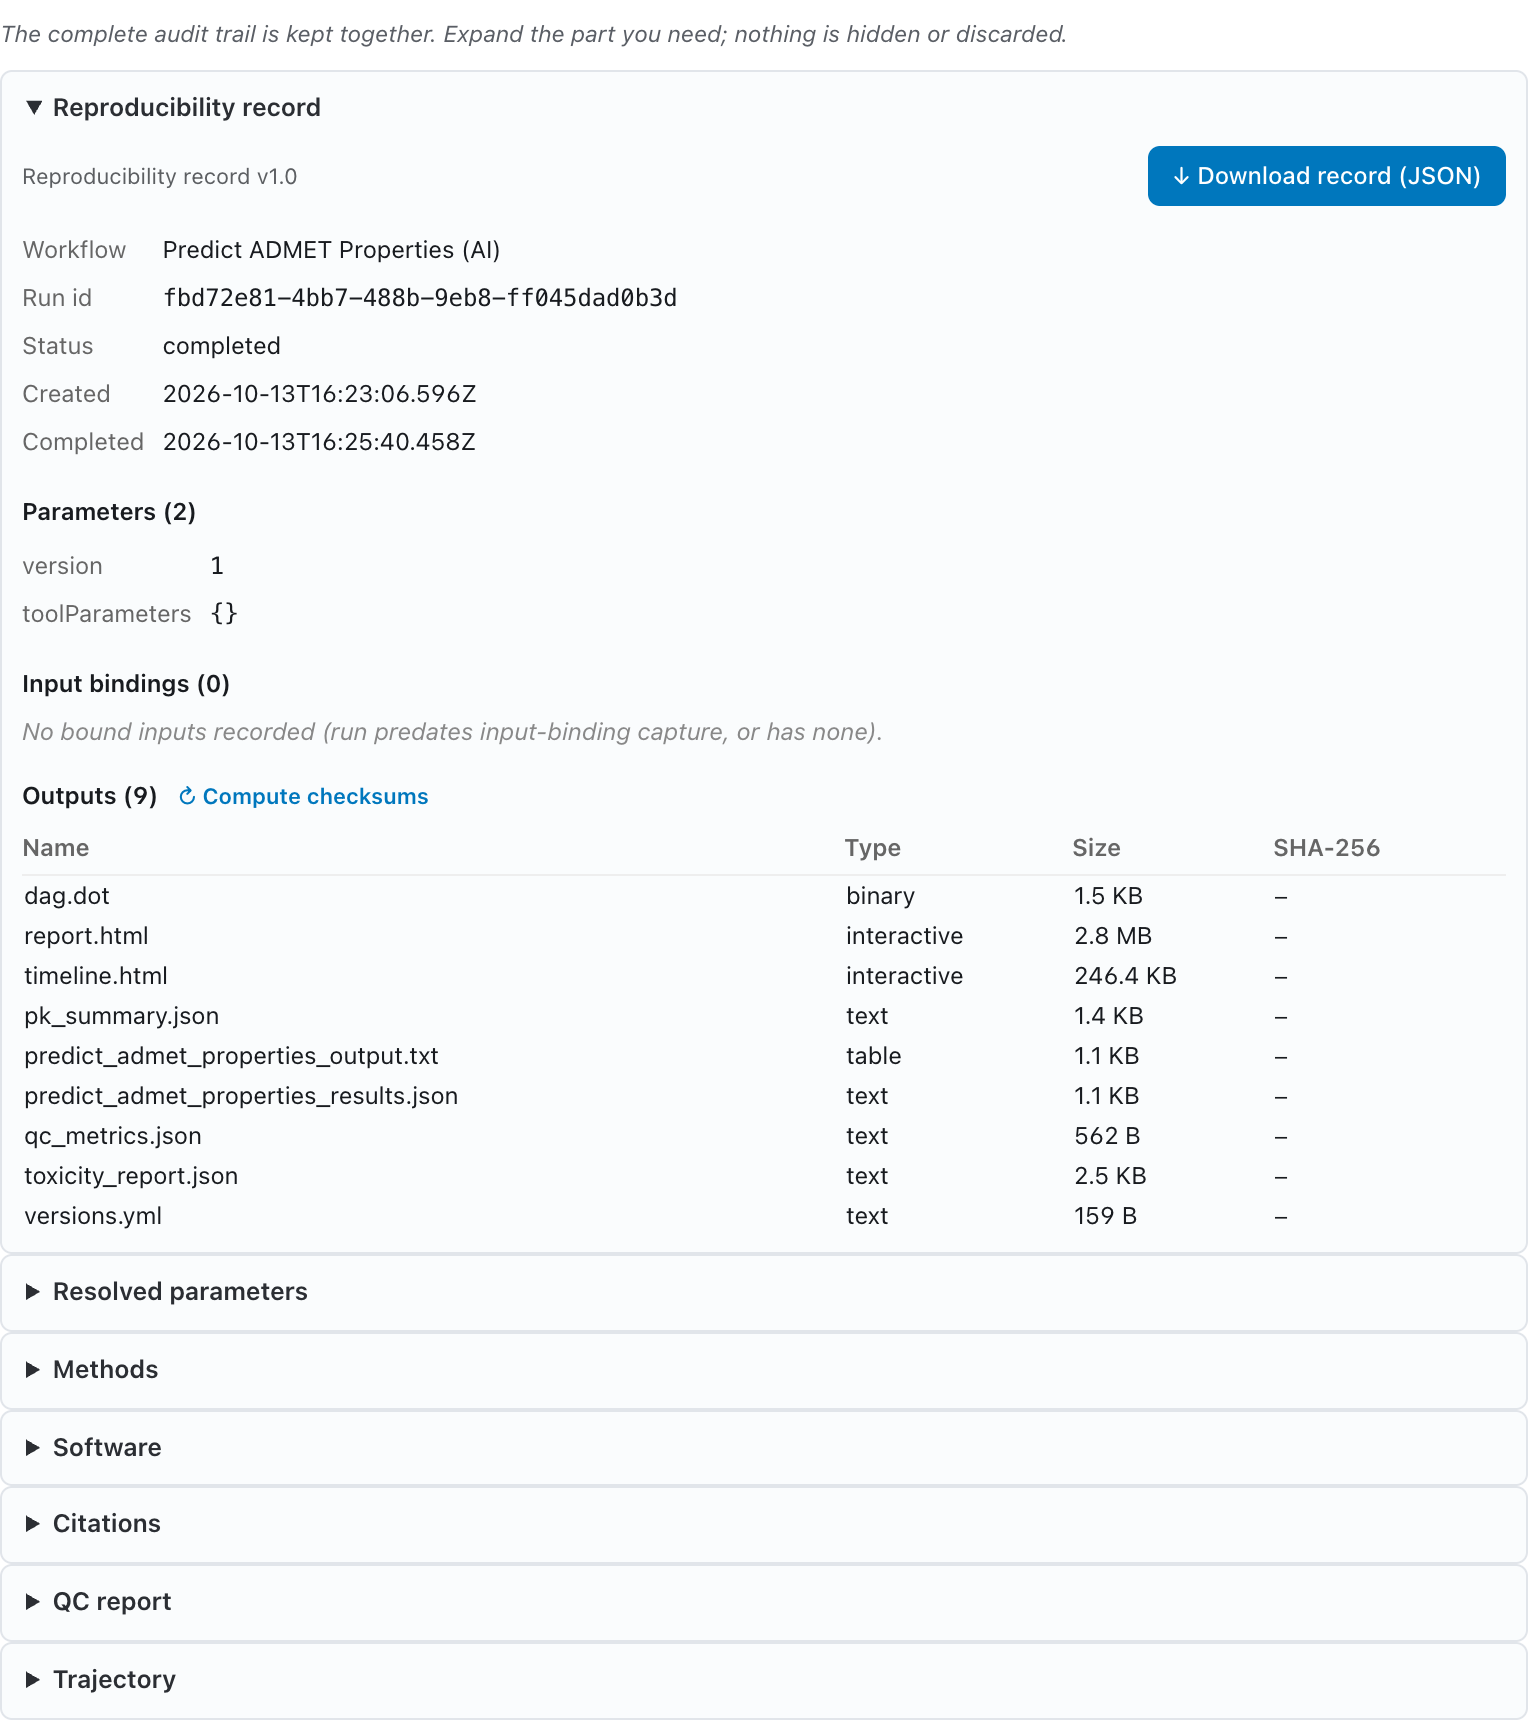 The complete audit trail is kept together. Expand the part you need; nothing is hidden or discarded.
▼ Reproducibility record
Reproducibility record v1.0
↓ Download record (JSON)
Workflow Predict ADMET Properties (AI)
Run id fbd72e81-4bb7-488b-9eb8-ff045dad0b3d
Status completed
Created 2026-10-13T16:23:06.596Z
Completed 2026-10-13T16:25:40.458Z
Parameters (2)
version 1
toolParameters {}
Input bindings (0)
No bound inputs recorded (run predates input-binding capture, or has none).
Outputs (9) ↻ Compute checksums
Name Type Size SHA-256
dag.dot binary 1.5 KB –
report.html interactive 2.8 MB –
timeline.html interactive 246.4 KB –
pk_summary.json text 1.4 KB –
predict_admet_properties_output.txt table 1.1 KB –
predict_admet_properties_results.json text 1.1 KB –
qc_metrics.json text 562 B –
toxicity_report.json text 2.5 KB –
versions.yml text 159 B –
▶ Resolved parameters
▶ Methods
▶ Software
▶ Citations
▶ QC report
▶ Trajectory